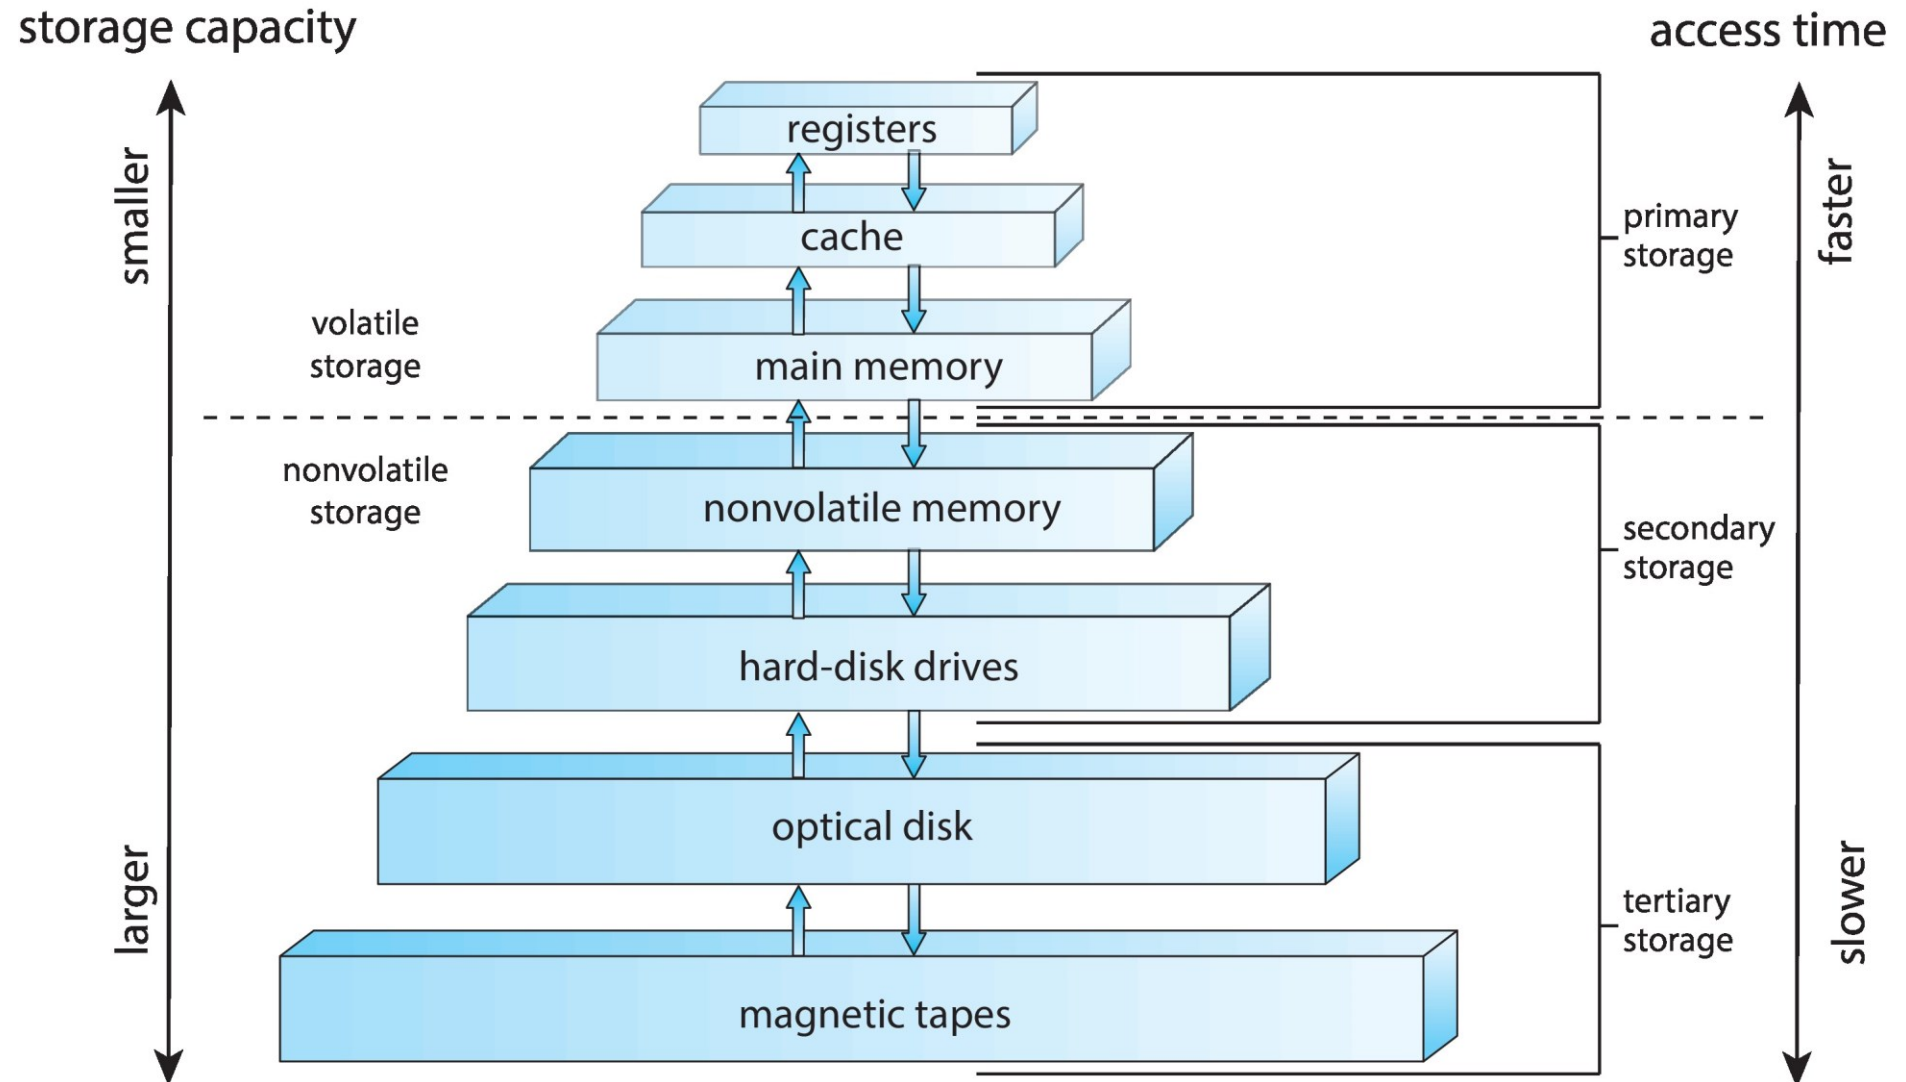 storage capacity
access time
smaller
larger
volatile
storage
nonvolatile
storage
registers
cache
main memory
nonvolatile memory
hard-disk drives
optical disk
magnetic tapes
primary
storage
secondary
storage
tertiary
storage
faster
slower